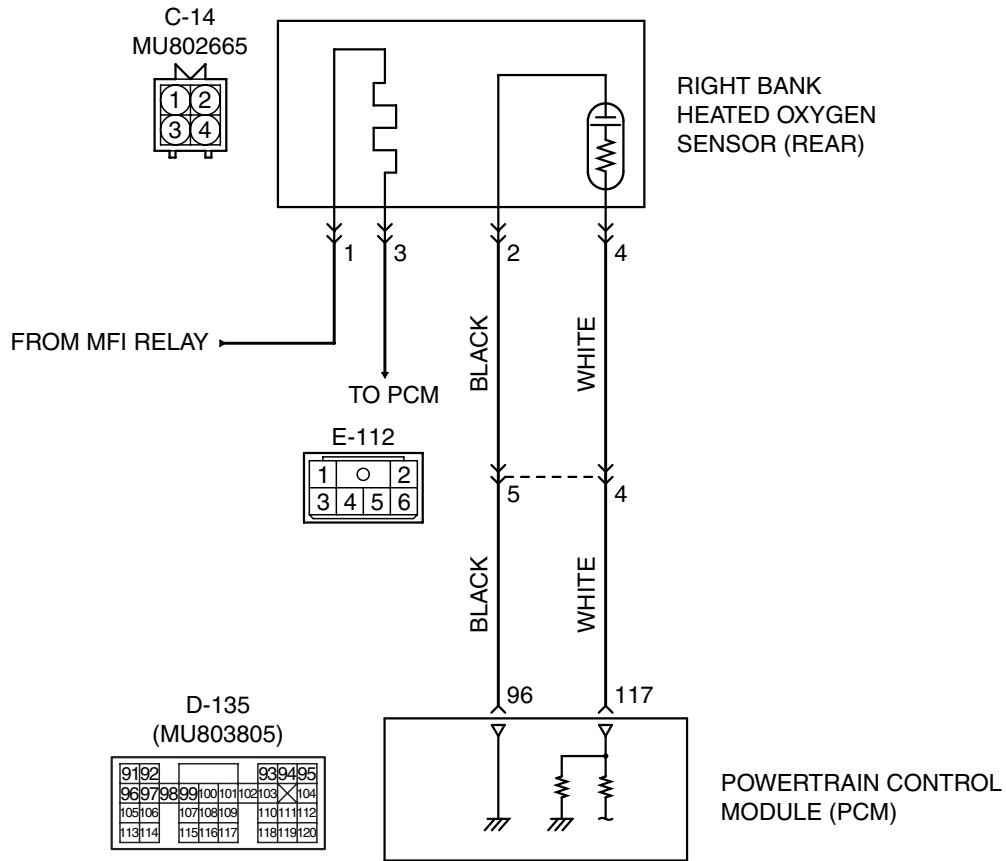 C-14
MU802665
1 2
3 4
RIGHT BANK
HEATED OXYGEN
SENSOR (REAR)
1 3 2 4
FROM MFI RELAY
TO PCM
BLACK
WHITE
E-112
1 2
3 4 5 6
5 4
BLACK
WHITE
96 117
D-135
(MU803805)
91 92 93 94 95
96 97 98 99 100 101 102 103 104
105 106 107 108 109 110 111 112
113 114 115 116 117 118 119 120
POWERTRAIN CONTROL
MODULE (PCM)